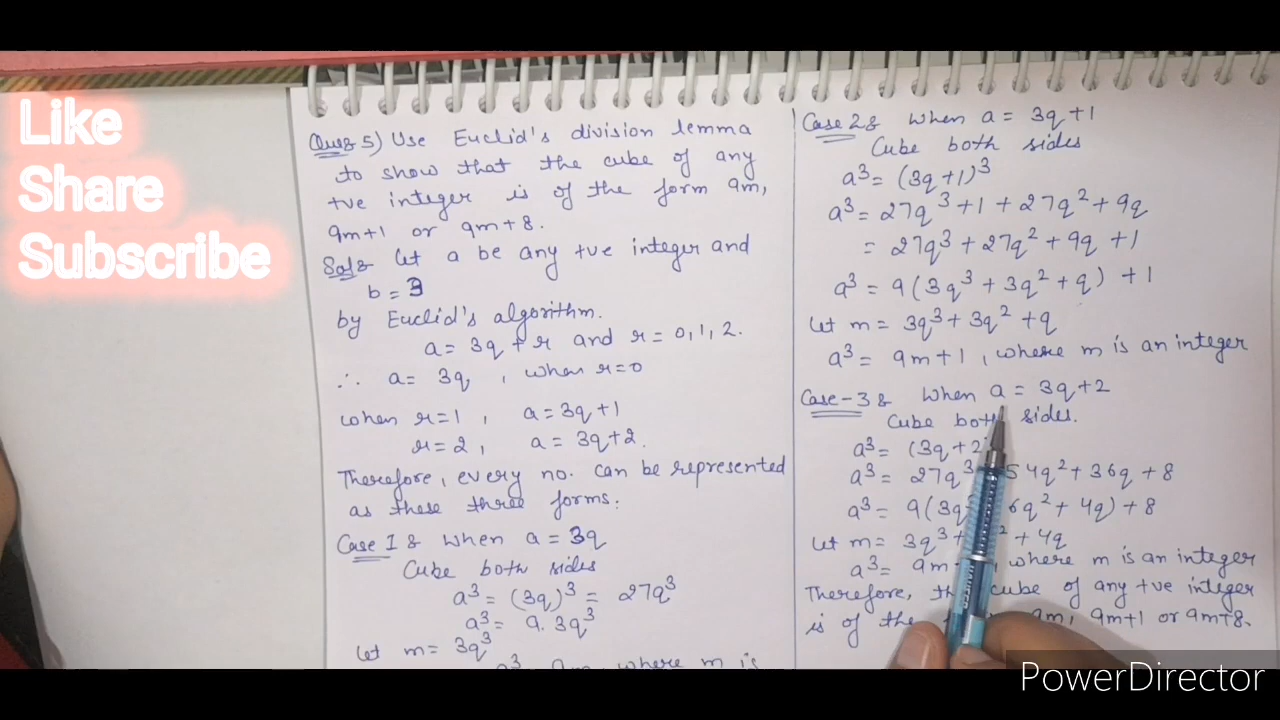 Like
Share
Subscribe
Ques 5) Use Euclid's division lemma
to show that the cube of any
+ve integer is of the form 9m,
9m+1 or 9m+8.
Sol: Let a be any +ve integer and
b = 3
by Euclid's algorithm.
a = 3q + r and r = 0, 1, 2.
∴ a = 3q, when r=0
when r=1, a = 3q+1
r=2, a = 3q+2.
Therefore, every no. can be represented
as these three forms:
Case 1: When a = 3q
Cube both sides
a³ = (3q)³ = 27q³
a³ = 9.3q³
Let m = 3q³
a³ = 9m, where m is
Case 2: When a = 3q+1
Cube both sides
a³ = (3q+1)³
a³ = 27q³ + 1 + 27q² + 9q
= 27q³ + 27q² + 9q + 1
a³ = 9(3q³ + 3q² + q) + 1
Let m = 3q³ + 3q² + q
a³ = 9m+1, where m is an integer
Case-3: When a = 3q+2
Cube both sides.
a³ = (3q+2
a³ = 27q³ 54q² + 36q + 8
a³ = 9(3q 6q² + 4q) + 8
Let m = 3q³ + ² + 4q
a³ = 9m where m is an integer
Therefore, the cube of any +ve integer
is of the 9m, 9m+1 or 9m+8.
PowerDirector